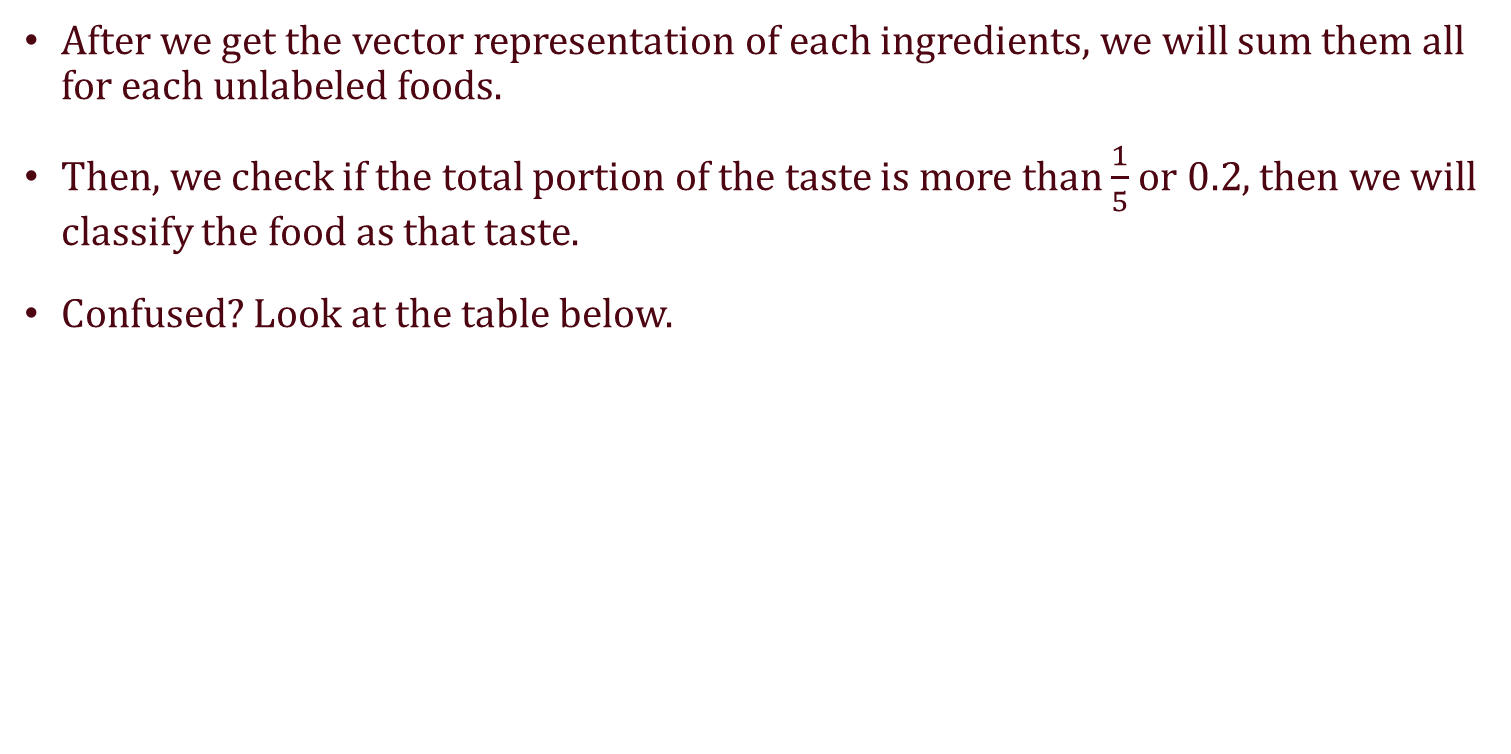 • After we get the vector representation of each ingredients, we will sum them all
for each unlabeled foods.
• Then, we check if the total portion of the taste is more than 1/5 or 0.2, then we will
classify the food as that taste.
• Confused? Look at the table below.